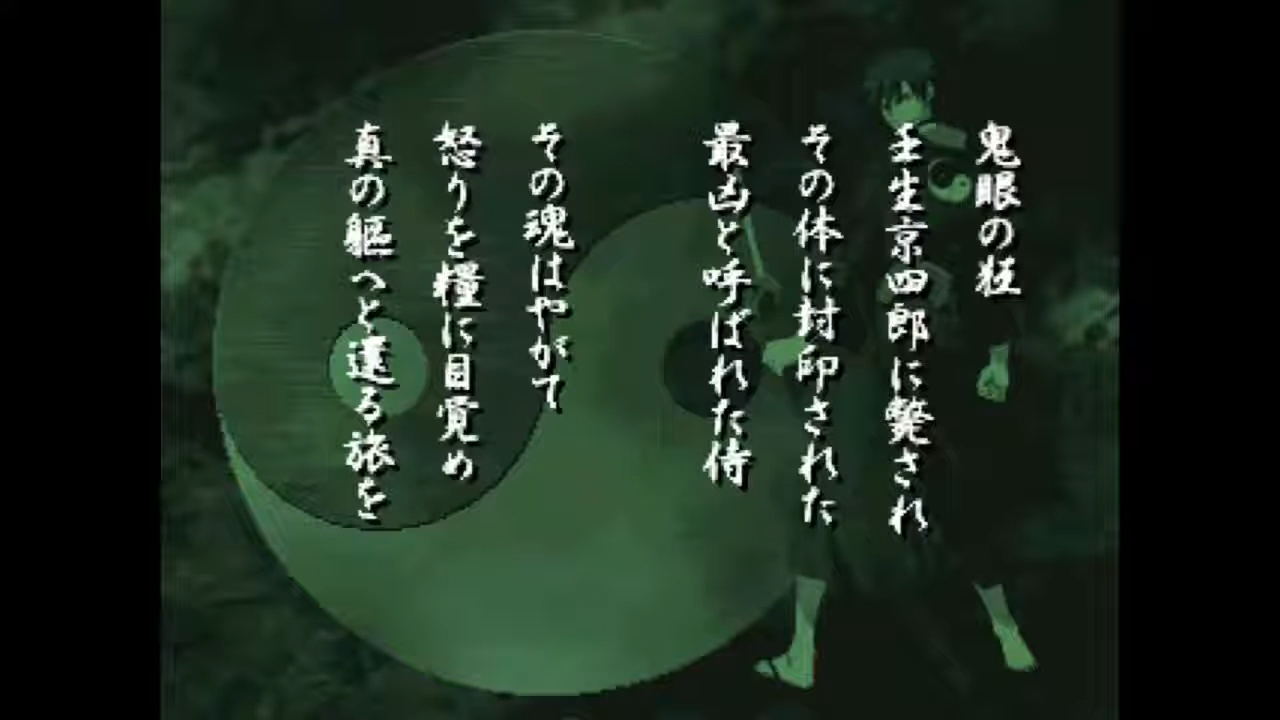 鬼眼の狂
壬生京四郎に斃され
その体に封印された
最凶と呼ばれた侍
その魂はやがて
怒りを糧に目覚め
真の軀へと還る旅を